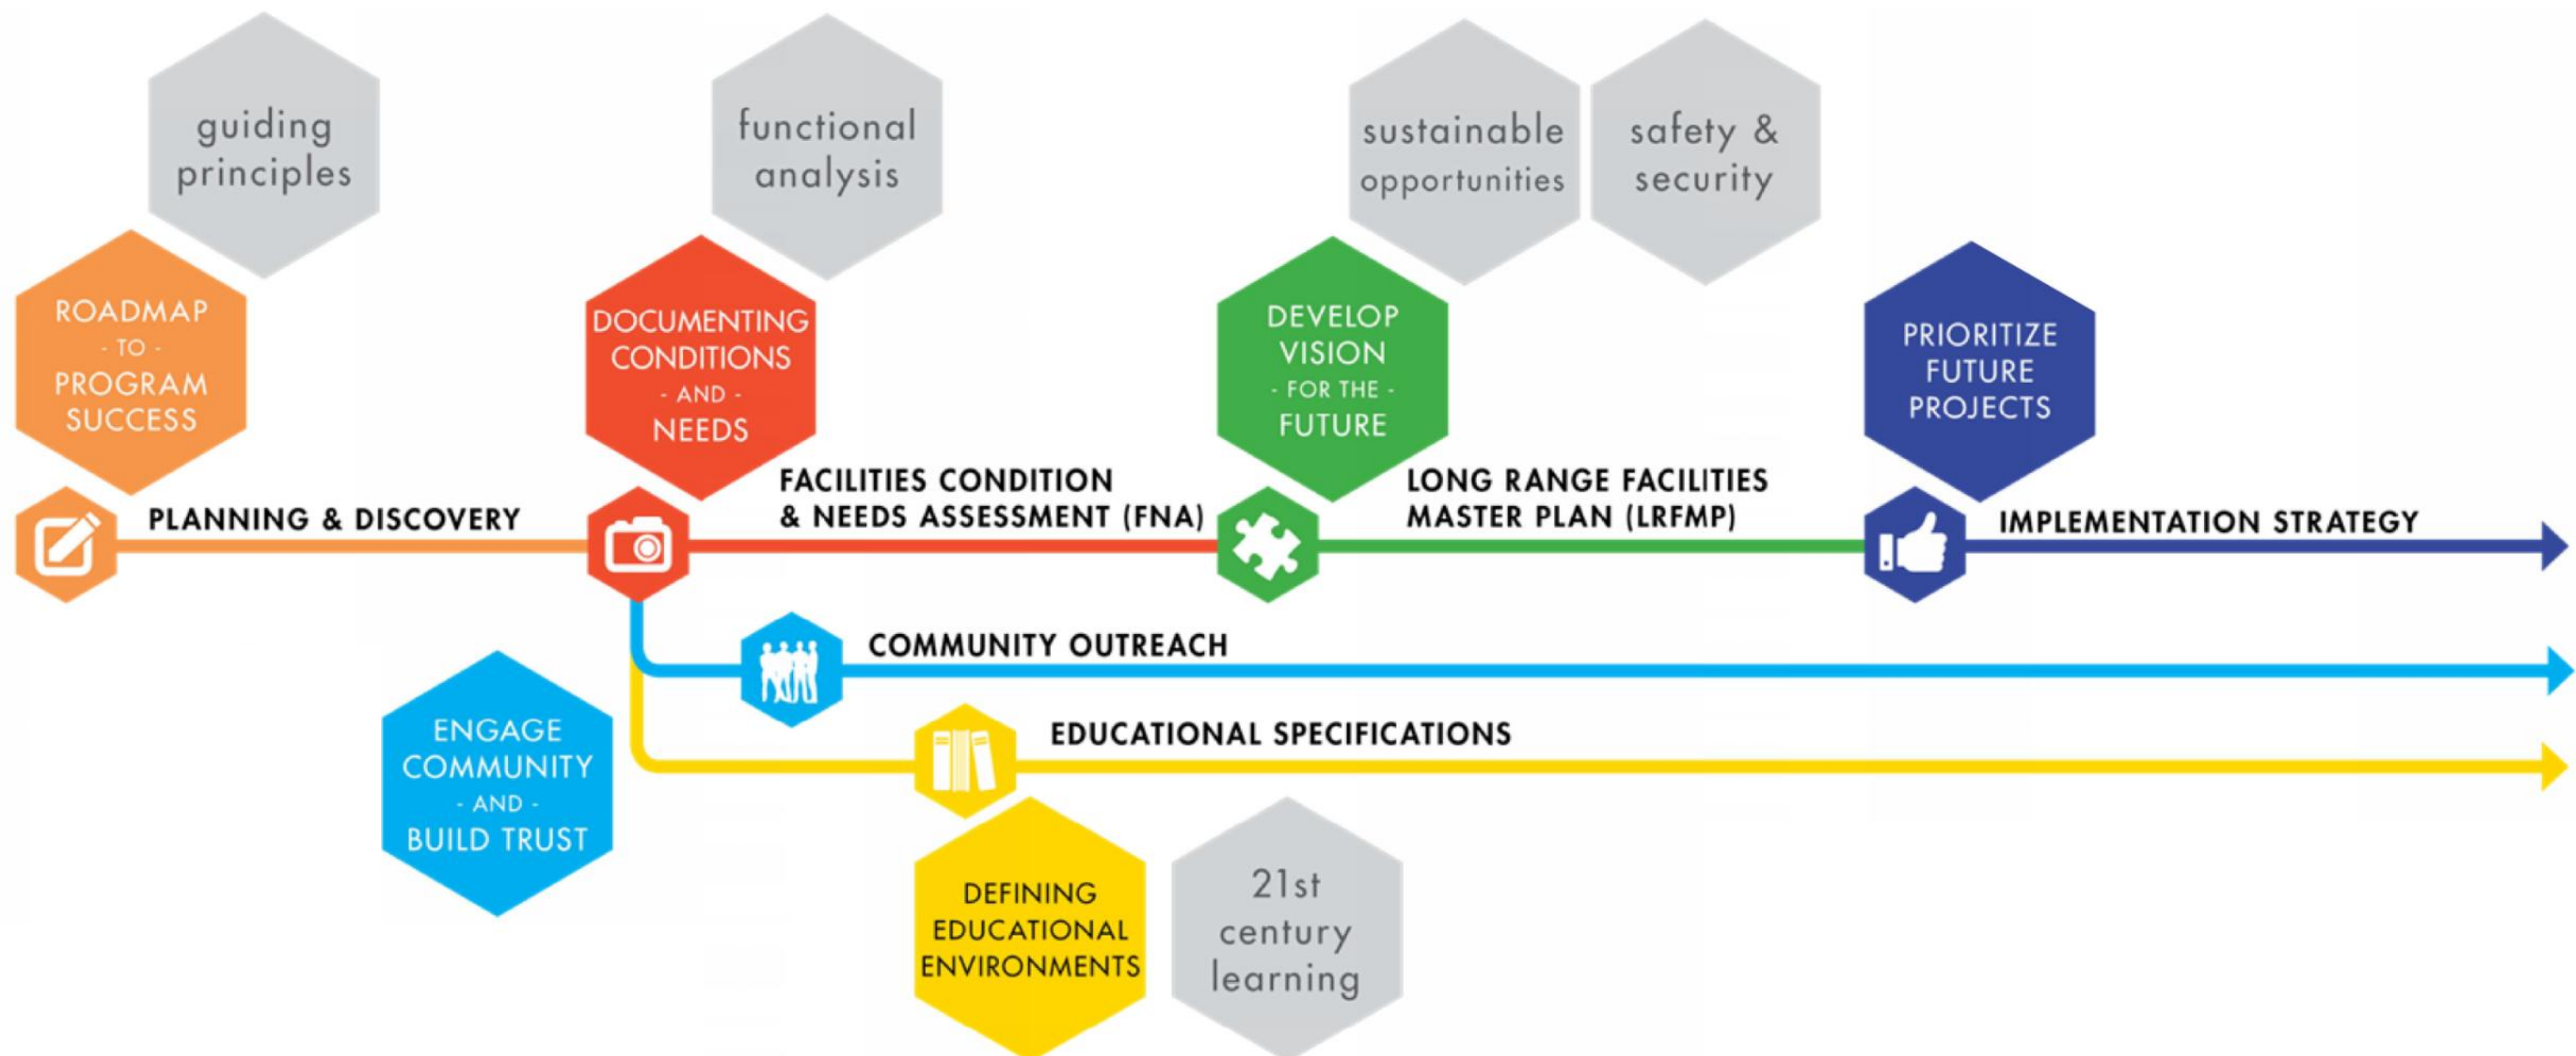 guiding
principles
functional
analysis
sustainable
opportunities
safety &
security
ROADMAP
- TO -
PROGRAM
SUCCESS
DOCUMENTING
CONDITIONS
- AND -
NEEDS
DEVELOP
VISION
- FOR THE -
FUTURE
PRIORITIZE
FUTURE
PROJECTS
PLANNING & DISCOVERY
FACILITIES CONDITION
& NEEDS ASSESSMENT (FNA)
LONG RANGE FACILITIES
MASTER PLAN (LRFMP)
IMPLEMENTATION STRATEGY
COMMUNITY OUTREACH
ENGAGE
COMMUNITY
- AND -
BUILD TRUST
EDUCATIONAL SPECIFICATIONS
DEFINING
EDUCATIONAL
ENVIRONMENTS
21st
century
learning